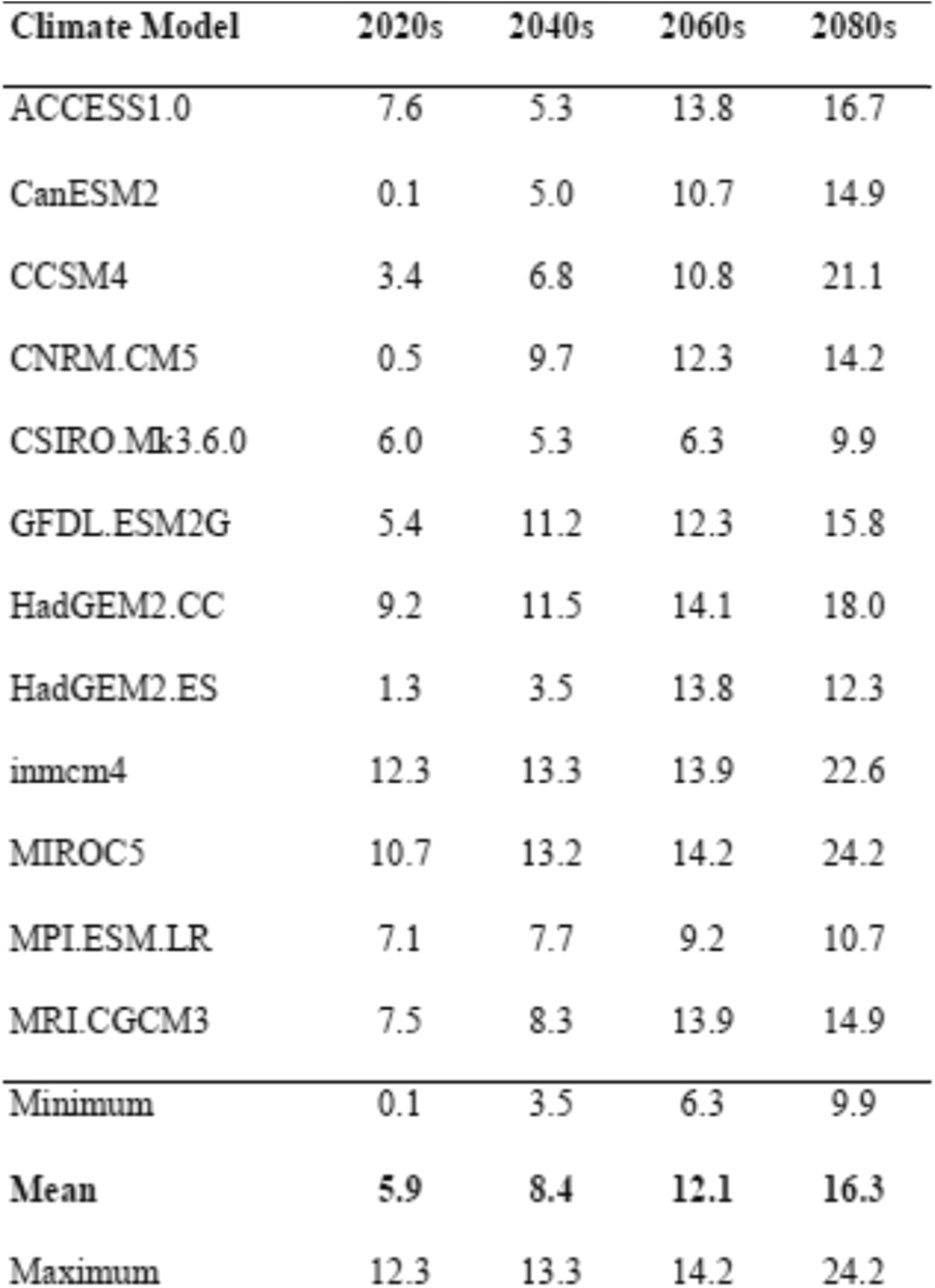 Climate Model 2020s 2040s 2060s 2080s
ACCESS1.0 7.6 5.3 13.8 16.7
CanESM2 0.1 5.0 10.7 14.9
CCSM4 3.4 6.8 10.8 21.1
CNRM.CM5 0.5 9.7 12.3 14.2
CSIRO.Mk3.6.0 6.0 5.3 6.3 9.9
GFDL.ESM2G 5.4 11.2 12.3 15.8
HadGEM2.CC 9.2 11.5 14.1 18.0
HadGEM2.ES 1.3 3.5 13.8 12.3
inmcm4 12.3 13.3 13.9 22.6
MIROC5 10.7 13.2 14.2 24.2
MPI.ESM.LR 7.1 7.7 9.2 10.7
MRI.CGCM3 7.5 8.3 13.9 14.9
Minimum 0.1 3.5 6.3 9.9
Mean 5.9 8.4 12.1 16.3
Maximum 12.3 13.3 14.2 24.2